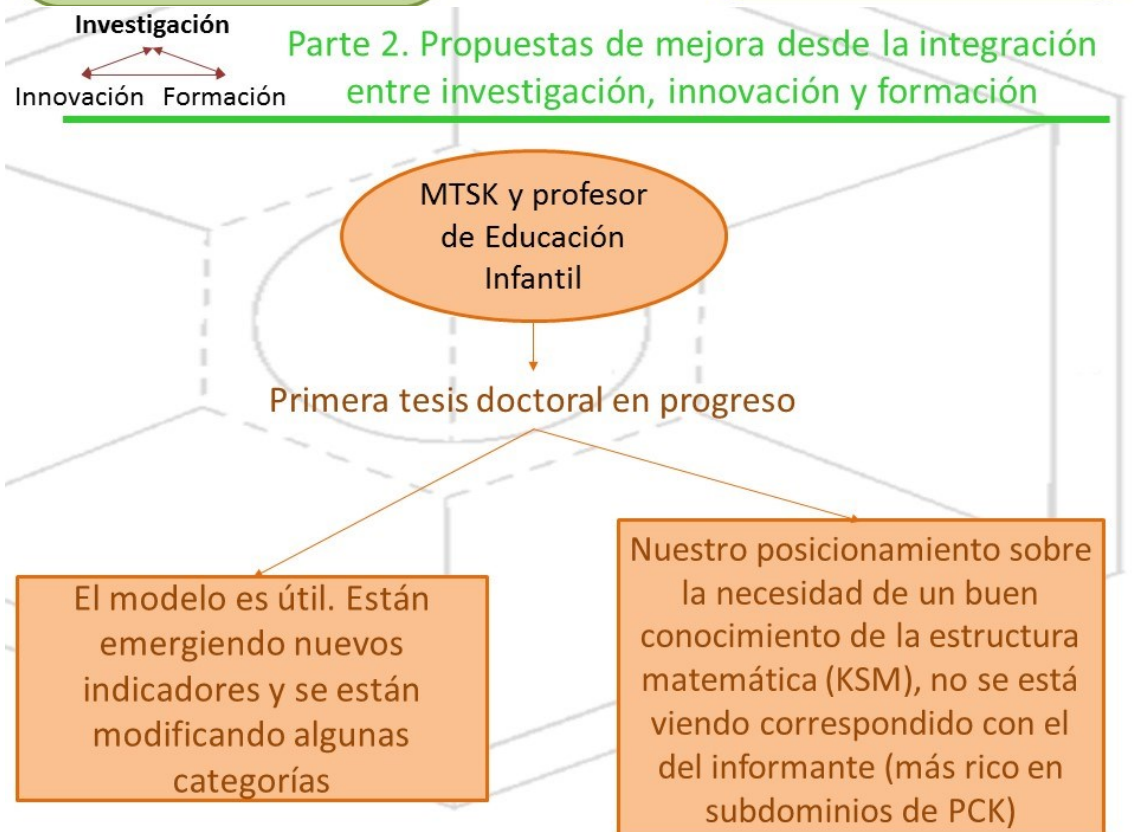 Investigación
Innovación Formación
Parte 2. Propuestas de mejora desde la integración
entre investigación, innovación y formación
MTSK y profesor
de Educación
Infantil
Primera tesis doctoral en progreso
El modelo es útil. Están
emergiendo nuevos
indicadores y se están
modificando algunas
categorías
Nuestro posicionamiento sobre
la necesidad de un buen
conocimiento de la estructura
matemática (KSM), no se está
viendo correspondido con el
del informante (más rico en
subdominios de PCK)